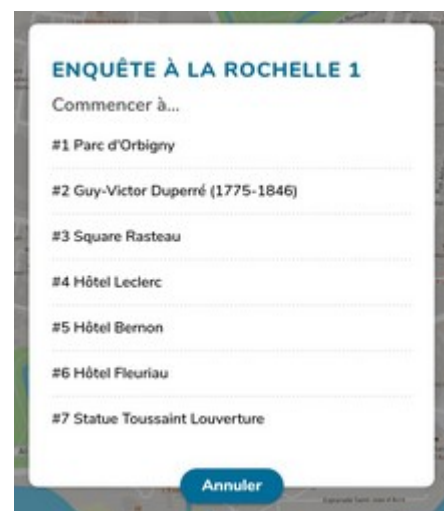 ENQUÊTE À LA ROCHELLE 1
Commencer à...
#1 Parc d'Orbigny
#2 Guy-Victor Duperré (1775-1846)
#3 Square Rasteau
#4 Hôtel Leclerc
#5 Hôtel Bernon
#6 Hôtel Fleuriau
#7 Statue Toussaint Louverture
Annuler